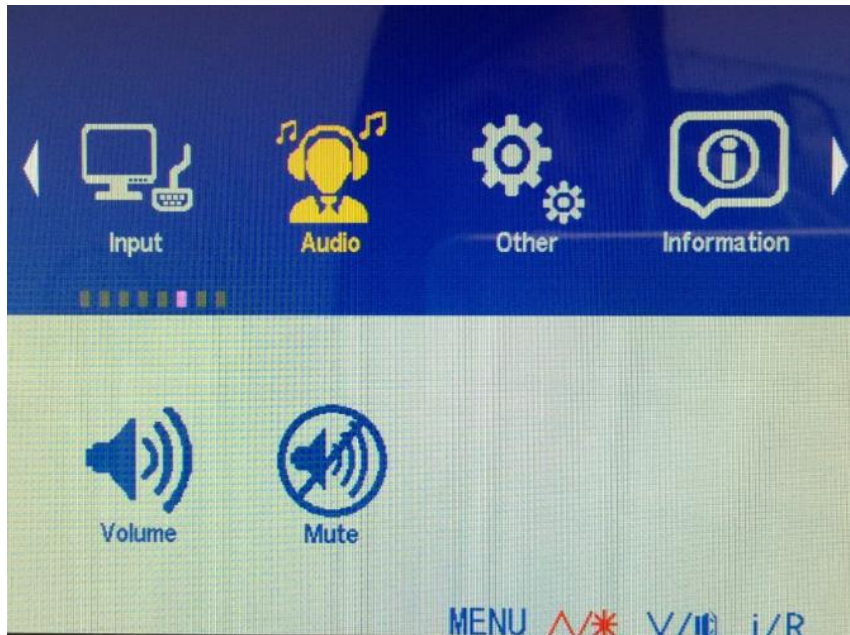 Input Audio Other Information
Volume Mute
MENU ∧/☀ ∨/🔊 i/R